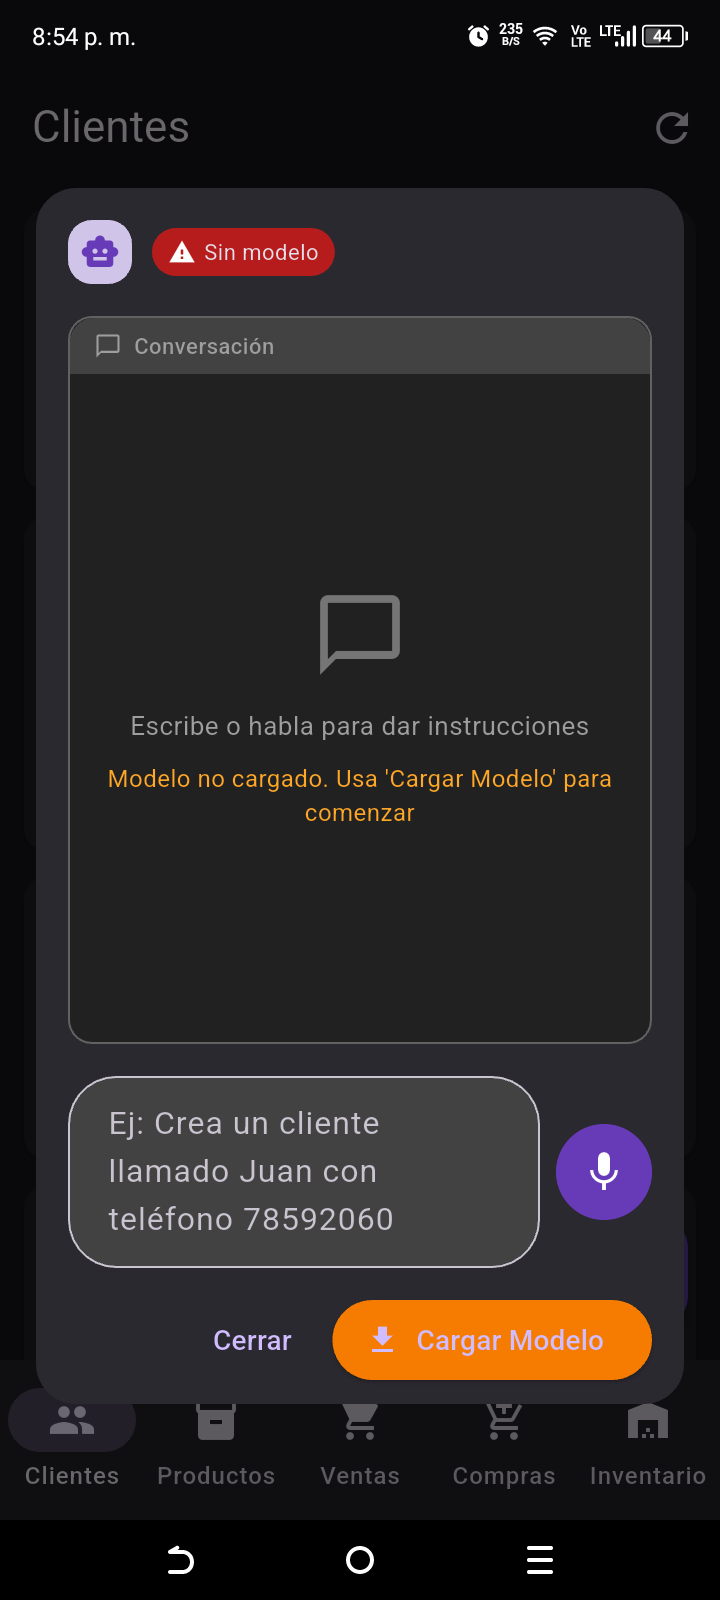 8:54 p. m.
235
B/S
Vo
LTE
LTE
44
Clientes
Sin modelo
Conversación
Escribe o habla para dar instrucciones
Modelo no cargado. Usa 'Cargar Modelo' para
comenzar
Ej: Crea un cliente
llamado Juan con
teléfono 78592060
Cerrar
Cargar Modelo
Clientes
Productos
Ventas
Compras
Inventario